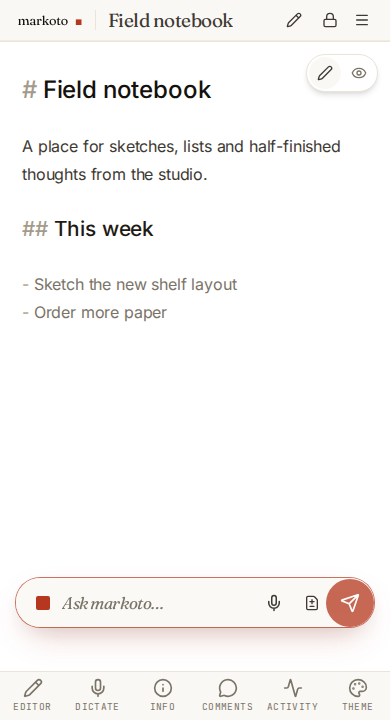 markoto
Field notebook
# Field notebook
A place for sketches, lists and half-finished
thoughts from the studio.
## This week
- Sketch the new shelf layout
- Order more paper
Ask markoto...
EDITOR
DICTATE
INFO
COMMENTS
ACTIVITY
THEME